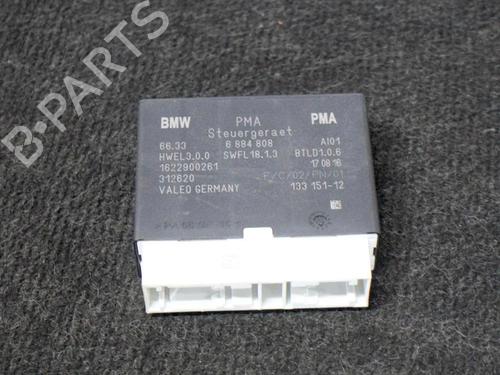 B-PARTS
BMW PMA PMA
Steuergeraet
66.33 6 884 808 AI01
HWEL3.0.0 SWFL18.1.3 BTLD1.0.6
1622900261 17 08 16
312620 F/C/02/PN/01
VALEO GERMANY 133 151-12